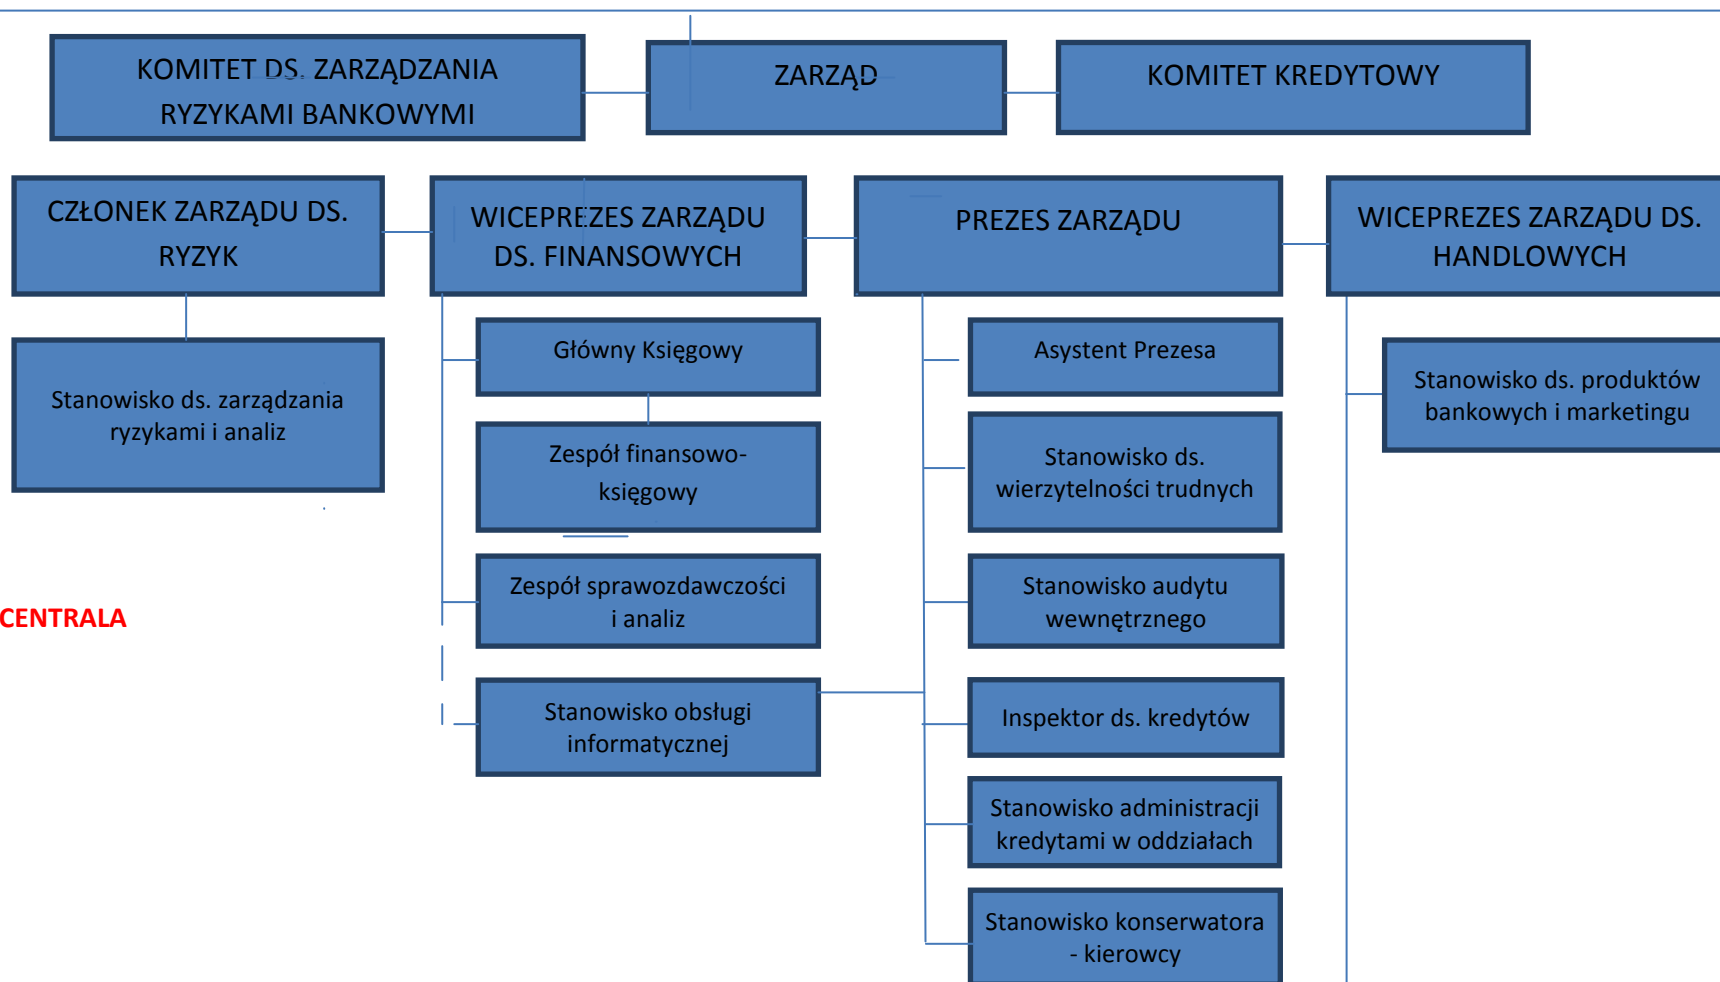 KOMITET DS. ZARZĄDZANIA
RYZYKAMI BANKOWYMI
ZARZĄD
KOMITET KREDYTOWY
CZŁONEK ZARZĄDU DS.
RYZYK
WICEPREZES ZARZĄDU
DS. FINANSOWYCH
PREZES ZARZĄDU
WICEPREZES ZARZĄDU DS.
HANDLOWYCH
Stanowisko ds. zarządzania
ryzykami i analiz
Główny Księgowy
Zespół finansowo-
księgowy
Zespół sprawozdawczości
i analiz
Stanowisko obsługi
informatycznej
Asystent Prezesa
Stanowisko ds.
wierzytelności trudnych
Stanowisko audytu
wewnętrznego
Inspektor ds. kredytów
Stanowisko administracji
kredytami w oddziałach
Stanowisko konserwatora
- kierowcy
Stanowisko ds. produktów
bankowych i marketingu
CENTRALA